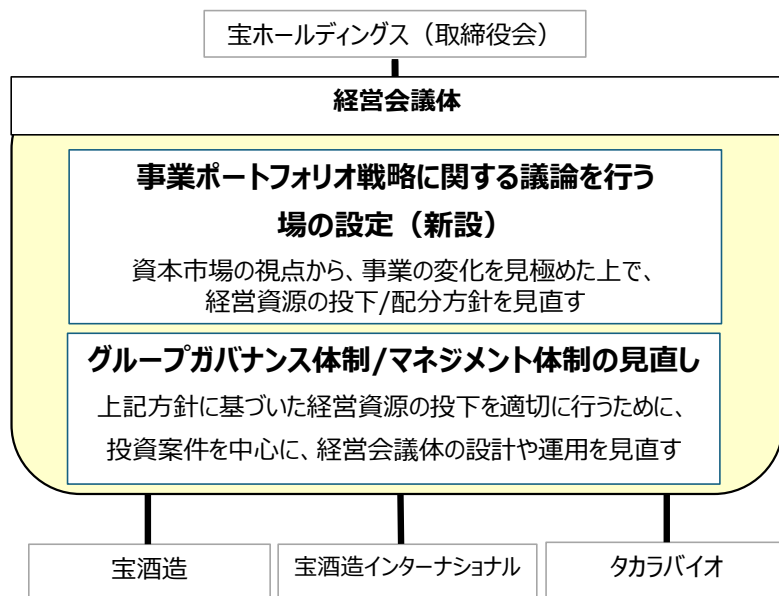 宝ホールディングス（取締役会）
経営会議体
事業ポートフォリオ戦略に関する議論を行う
場の設定（新設）
資本市場の視点から、事業の変化を見極めた上で、
経営資源の投下/配分方針を見直す
グループガバナンス体制/マネジメント体制の見直し
上記方針に基づいた経営資源の投下を適切に行うために、
投資案件を中心に、経営会議体の設計や運用を見直す
宝酒造
宝酒造インターナショナル
タカラバイオ